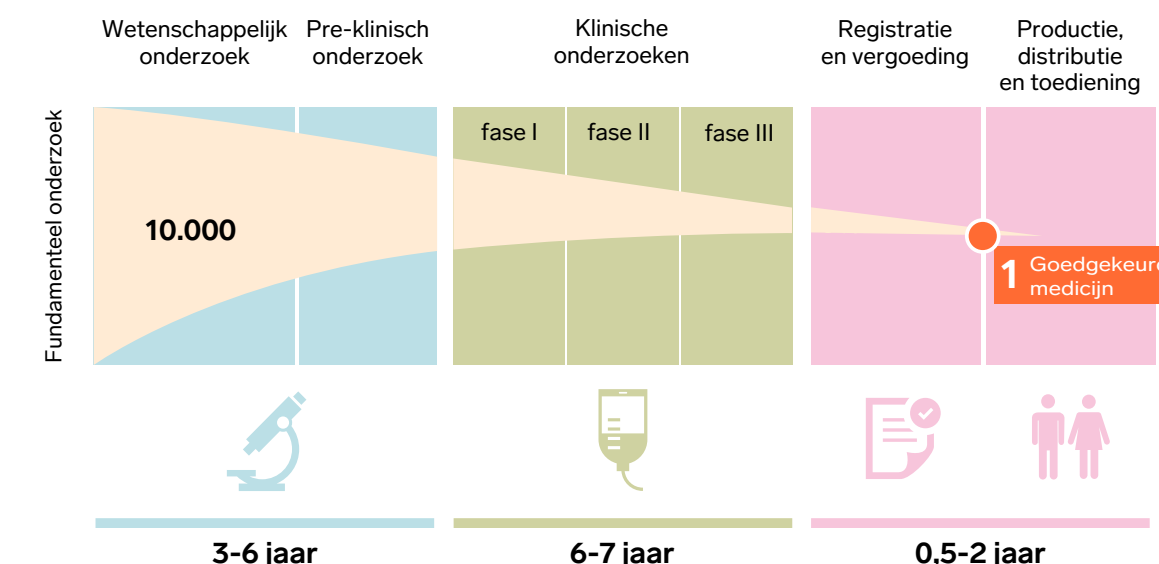 Wetenschappelijk
onderzoek
Pre-klinisch
onderzoek
Klinische
onderzoeken
Registratie
en vergoeding
Productie,
distributie
en toediening
Fundamenteel onderzoek
fase I
fase II
fase III
10.000
1 Goedgekeurd
medicijn
3-6 jaar
6-7 jaar
0,5-2 jaar